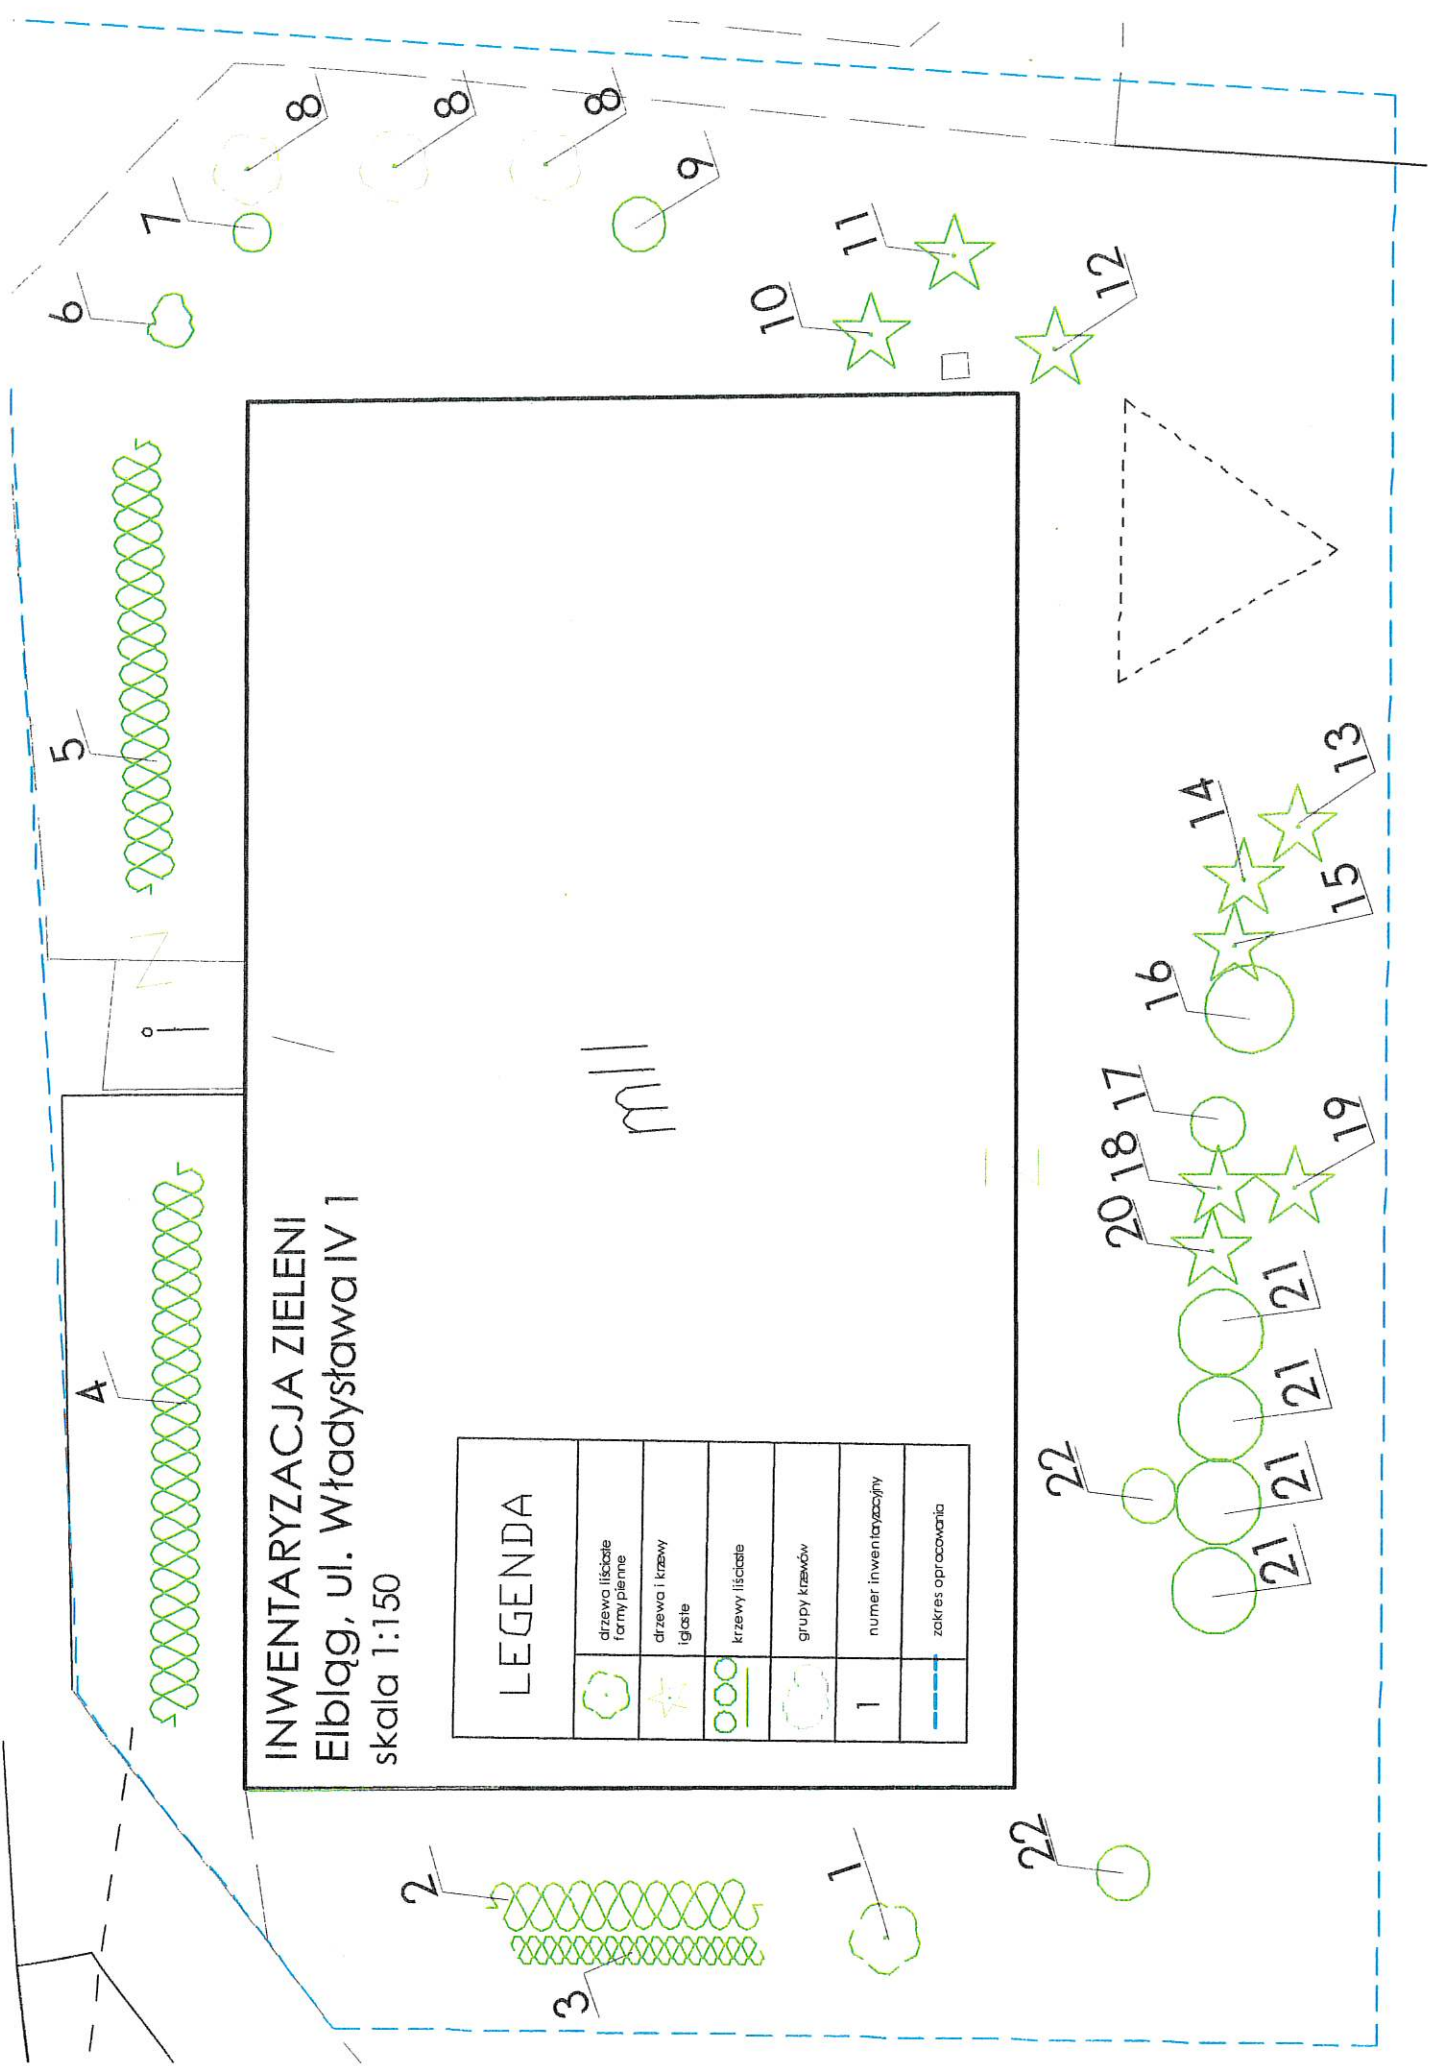 INWENTARYZACJA ZIELENI
Elbląg, ul. Władysława IV 1
skala 1:150
LEGENDA
drzewa liściaste
formy pienne
drzewa i krzewy
iglaste
krzewy liściaste
grupy krzewów
1
numer inwentaryzacyjny
zakres opracowania
1
2
3
4
5
6
7
8
8
8
9
10
11
12
13
14
15
16
17
18
19
20
21
21
21
21
22
22
i
N
mII